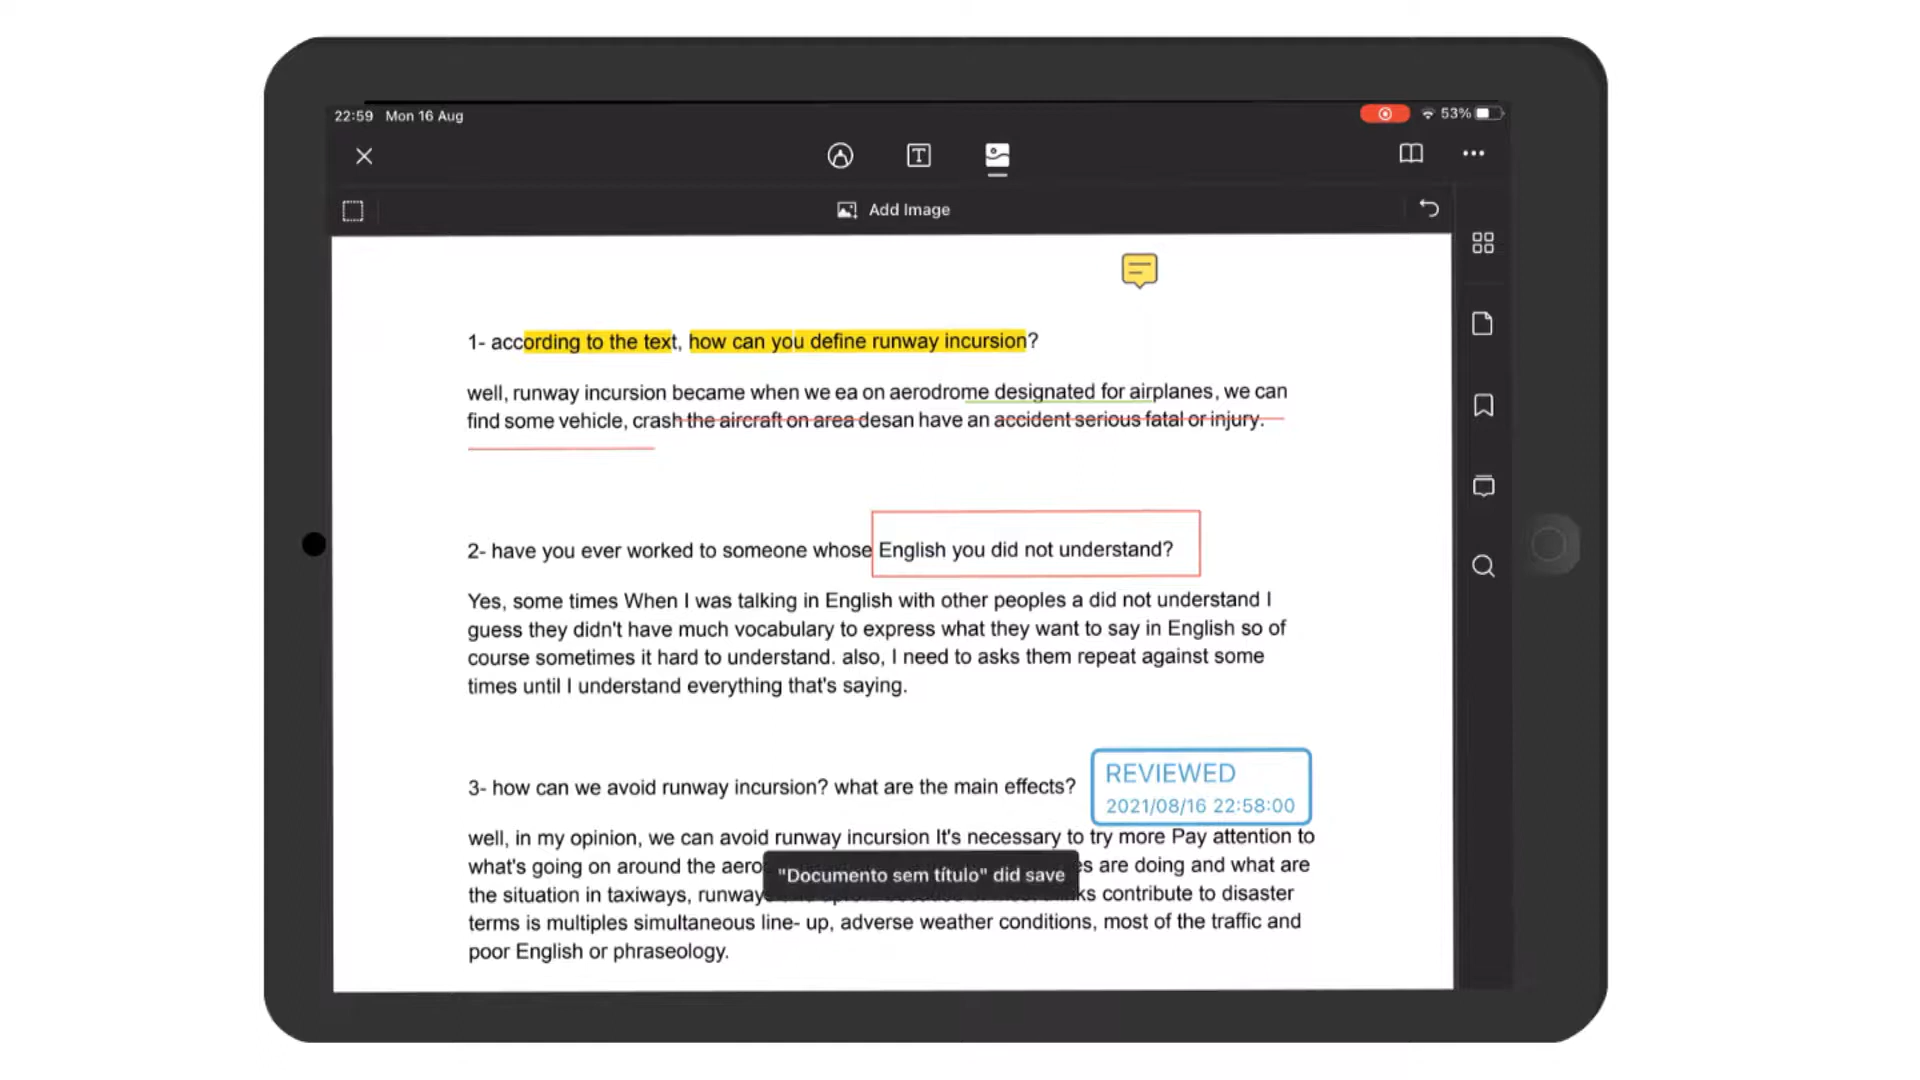 22:59 Mon 16 Aug
53%
Add Image
1- according to the text, how can you define runway incursion?
well, runway incursion became when we ea on aerodrome designated for airplanes, we can
find some vehicle, crash the aircraft on area desan have an accident serious fatal or injury.
2- have you ever worked to someone whose English you did not understand?
Yes, some times When I was talking in English with other peoples a did not understand I
guess they didn't have much vocabulary to express what they want to say in English so of
course sometimes it hard to understand. also, I need to asks them repeat against some
times until I understand everything that's saying.
3- how can we avoid runway incursion? what are the main effects?
REVIEWED
2021/08/16 22:58:00
well, in my opinion, we can avoid runway incursion It's necessary to try more Pay attention to
what's going on around the are doing and what are
"Documento sem título" did save
the situation in taxiways, contribute to disaster
terms is multiples simultaneous line- up, adverse weather conditions, most of the traffic and
poor English or phraseology.